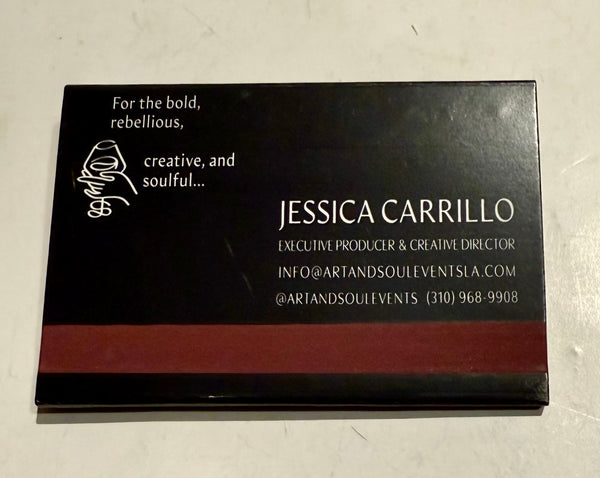 For the bold,
rebellious,
creative, and
soulful...
JESSICA CARRILLO
EXECUTIVE PRODUCER & CREATIVE DIRECTOR
INFO@ARTANDSOULEVENTSLA.COM
@ARTANDSOULEVENTS (310) 968-9908